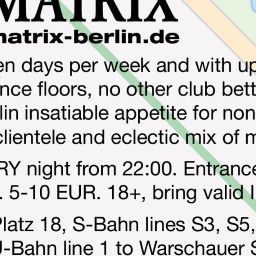 MATRIX
matrix-berlin.de
en days per week and with up
nce floors, no other club bett
lin insatiable appetite for non
clientele and eclectic mix of m
RY night from 22:00. Entrance
. 5-10 EUR. 18+, bring valid I
Platz 18, S-Bahn lines S3, S5,
U-Bahn line 1 to Warschauer S